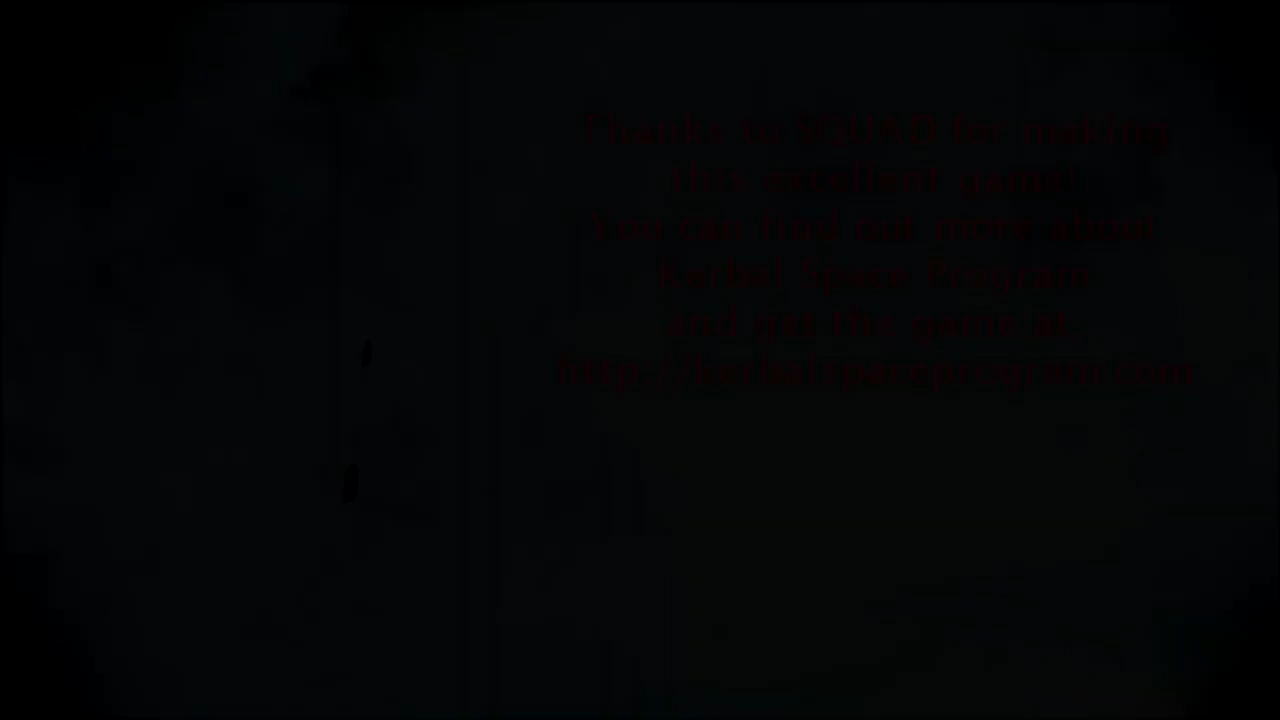 Thanks to SQUAD for making
this excellent game!
You can find out more about
Kerbal Space Program
and get the game at
http://kerbalspaceprogram.com